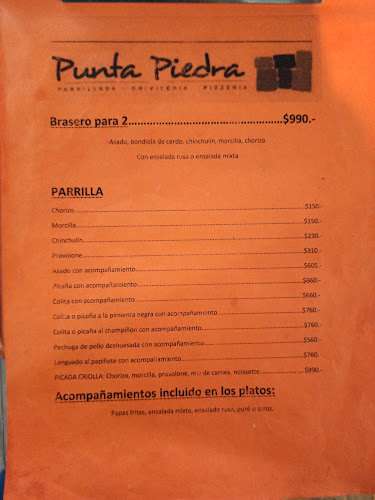 Punta Piedra
PARRILLADA - CHIVITERIA - PIZZERIA
Brasero para 2................................................$990.-
-Asado, bondiola de cerdo, chinchulin, morcilla, chorizo
Con ensalada rusa o ensalada mixta
PARRILLA
Chorizo................................................$150.-
Morcilla................................................$150.-
Chinchulín................................................$230.-
Provolone................................................$310.-
Asado con acompañamiento................................................$605.-
Picaña con acompañamiento................................................$660.-
Colita con acompañamiento................................................$660.-
Colita o picaña a la pimienta negra con acompañamiento................................................$760.-
Colita o picaña al champiñón con acompañamiento................................................$760.-
Pechuga de pollo deshuesada con acompañamiento................................................$560.-
Lenguado al papillote con acompañamiento................................................$760.-
PICADA CRIOLLA: Chorizo, morcilla, provolone, mix de carnes, noissette................................................$990.-
Acompañamientos incluido en los platos:
Papas fritas, ensalada mixta, ensalada rusa, puré o arroz.